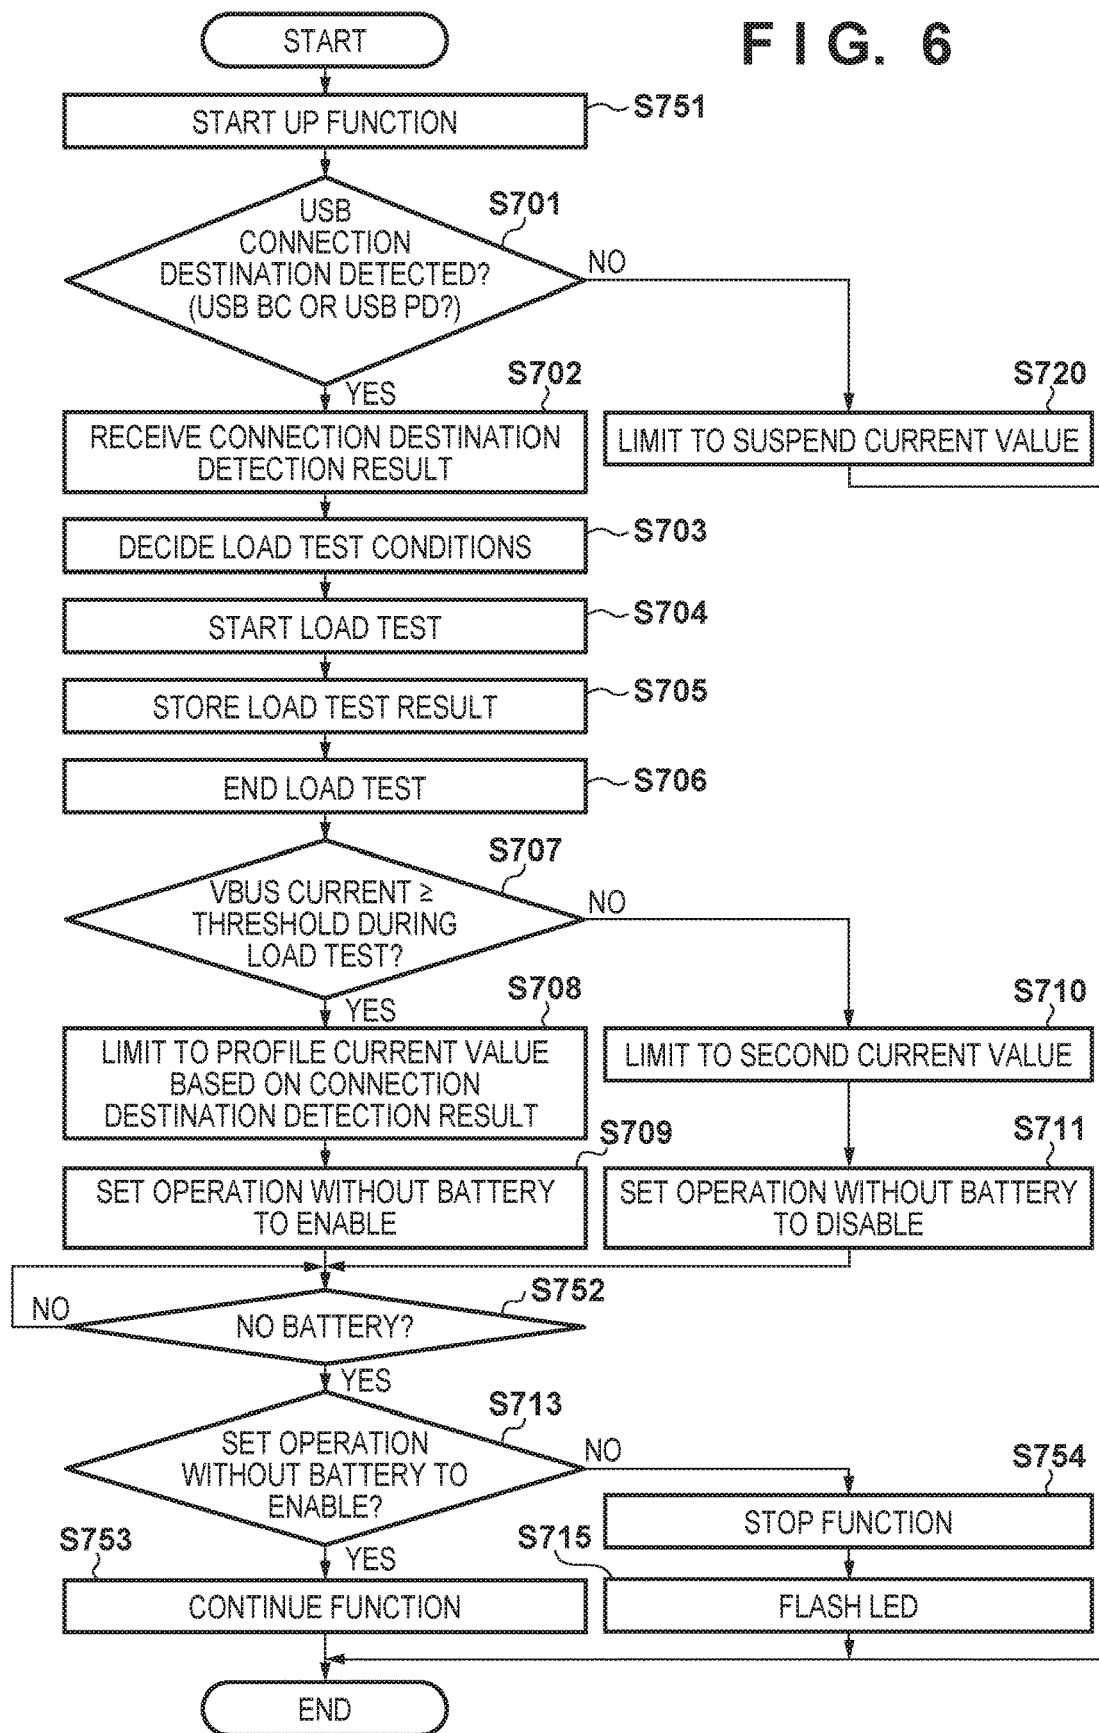 FIG. 6
START
S751
START UP FUNCTION
S701
USB
CONNECTION
DESTINATION DETECTED?
(USB BC OR USB PD?)
NO
YES
S702
RECEIVE CONNECTION DESTINATION
DETECTION RESULT
S720
LIMIT TO SUSPEND CURRENT VALUE
S703
DECIDE LOAD TEST CONDITIONS
S704
START LOAD TEST
S705
STORE LOAD TEST RESULT
S706
END LOAD TEST
S707
VBUS CURRENT ≥
THRESHOLD DURING
LOAD TEST?
NO
YES
S708
LIMIT TO PROFILE CURRENT VALUE
BASED ON CONNECTION
DESTINATION DETECTION RESULT
S710
LIMIT TO SECOND CURRENT VALUE
S709
SET OPERATION WITHOUT BATTERY
TO ENABLE
S711
SET OPERATION WITHOUT BATTERY
TO DISABLE
S752
NO BATTERY?
NO
YES
S713
SET OPERATION
WITHOUT BATTERY TO
ENABLE?
NO
YES
S754
STOP FUNCTION
S753
CONTINUE FUNCTION
S715
FLASH LED
END